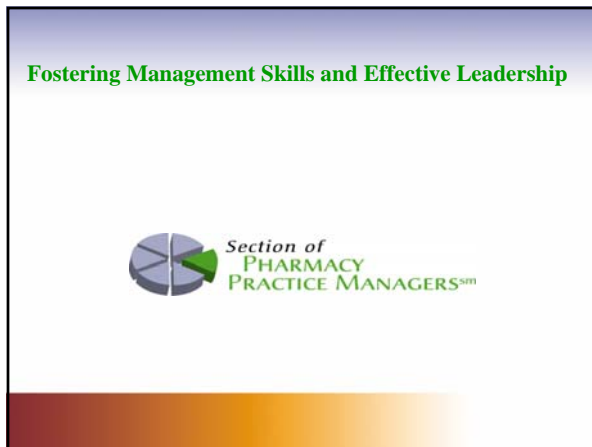 Fostering Management Skills and Effective Leadership
Section of
PHARMACY
PRACTICE MANAGERS℠